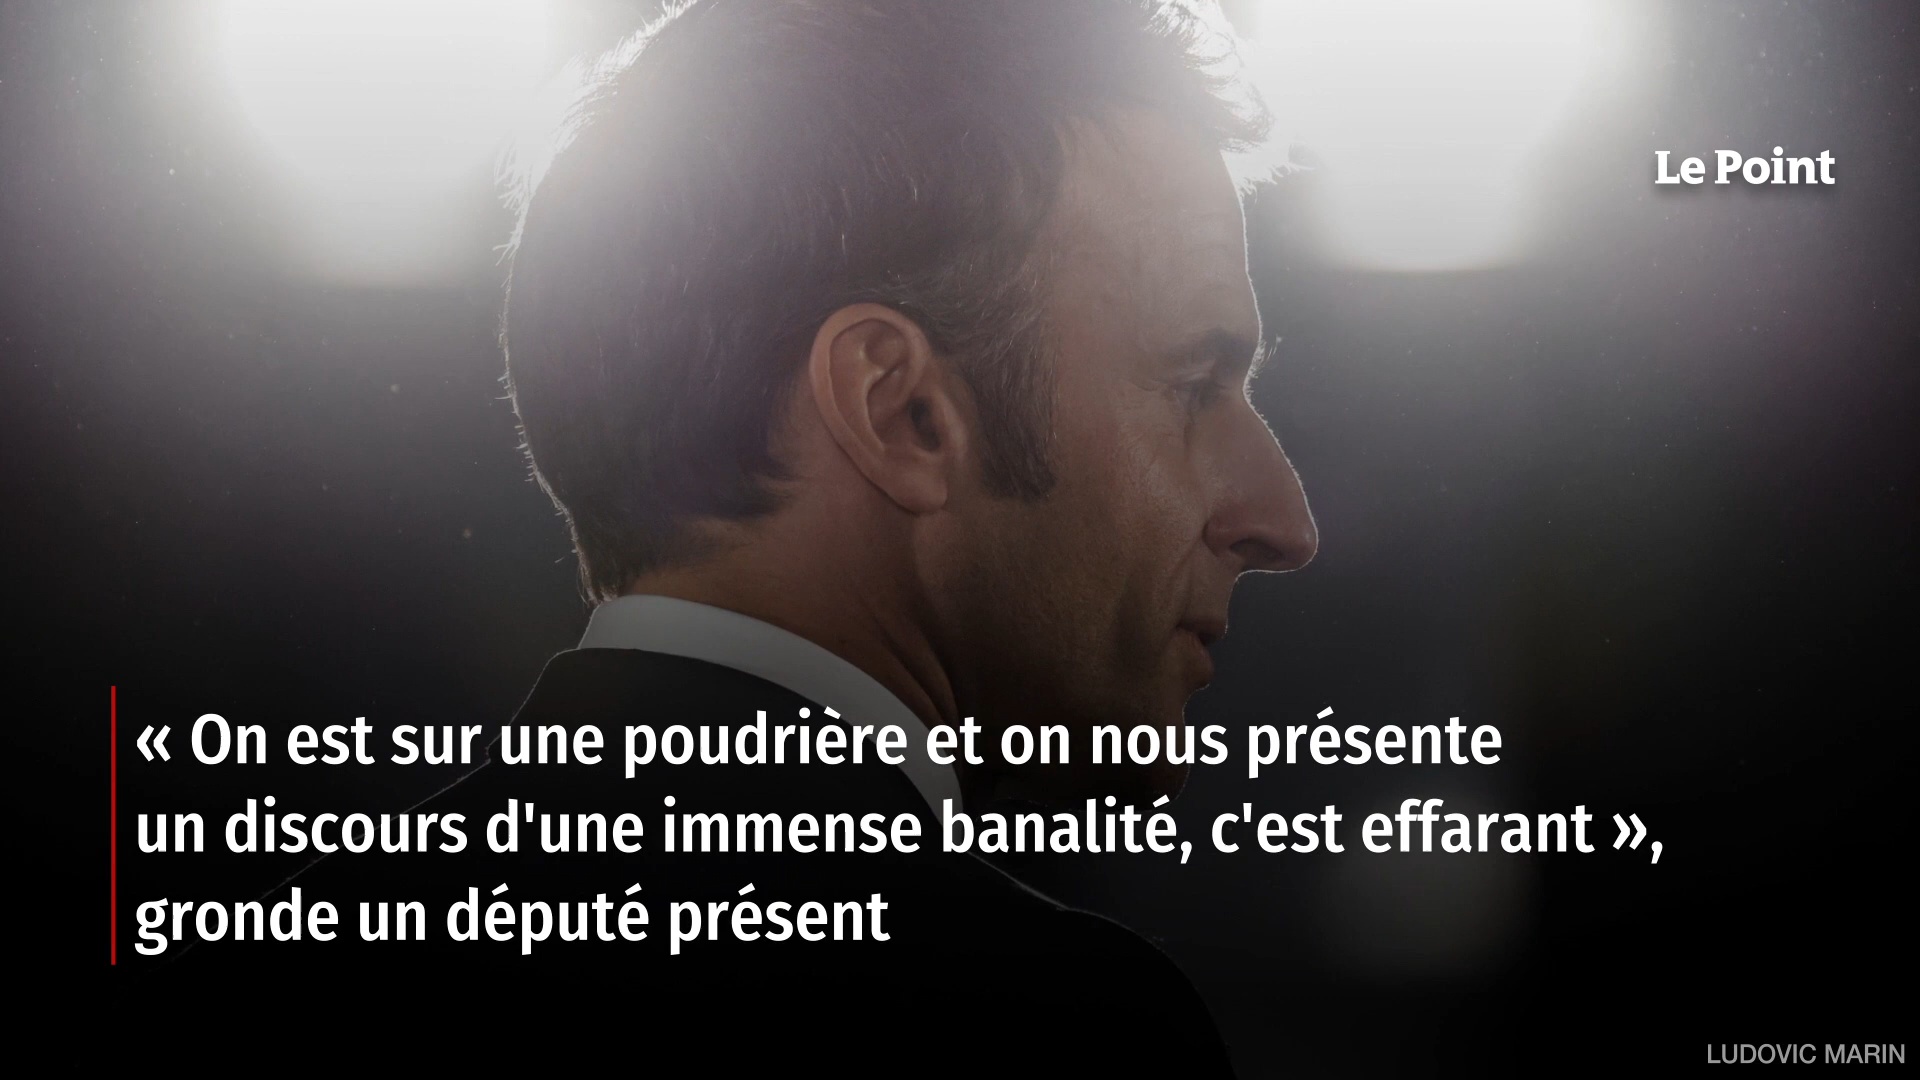 Le Point
« On est sur une poudrière et on nous présente
un discours d'une immense banalité, c'est effarant »,
gronde un député présent
LUDOVIC MARIN